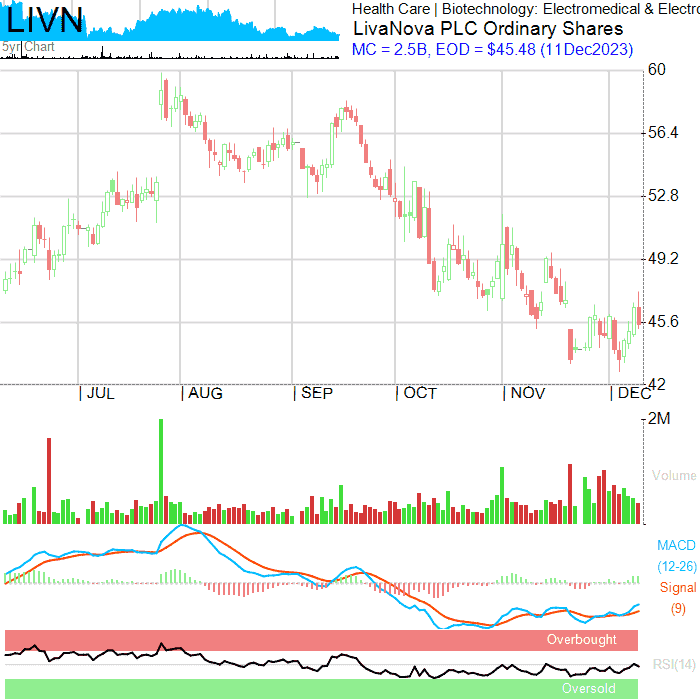 LIVN
5yr Chart
Health Care | Biotechnology: Electromedical & Electro
LivaNova PLC Ordinary Shares
MC = 2.5B, EOD = $45.48 (11Dec2023)
60
56.4
52.8
49.2
45.6
42
JUL AUG SEP OCT NOV DEC
2M
Volume
MACD
(12-26)
Signal
(9)
Overbought
RSI(14)
Oversold